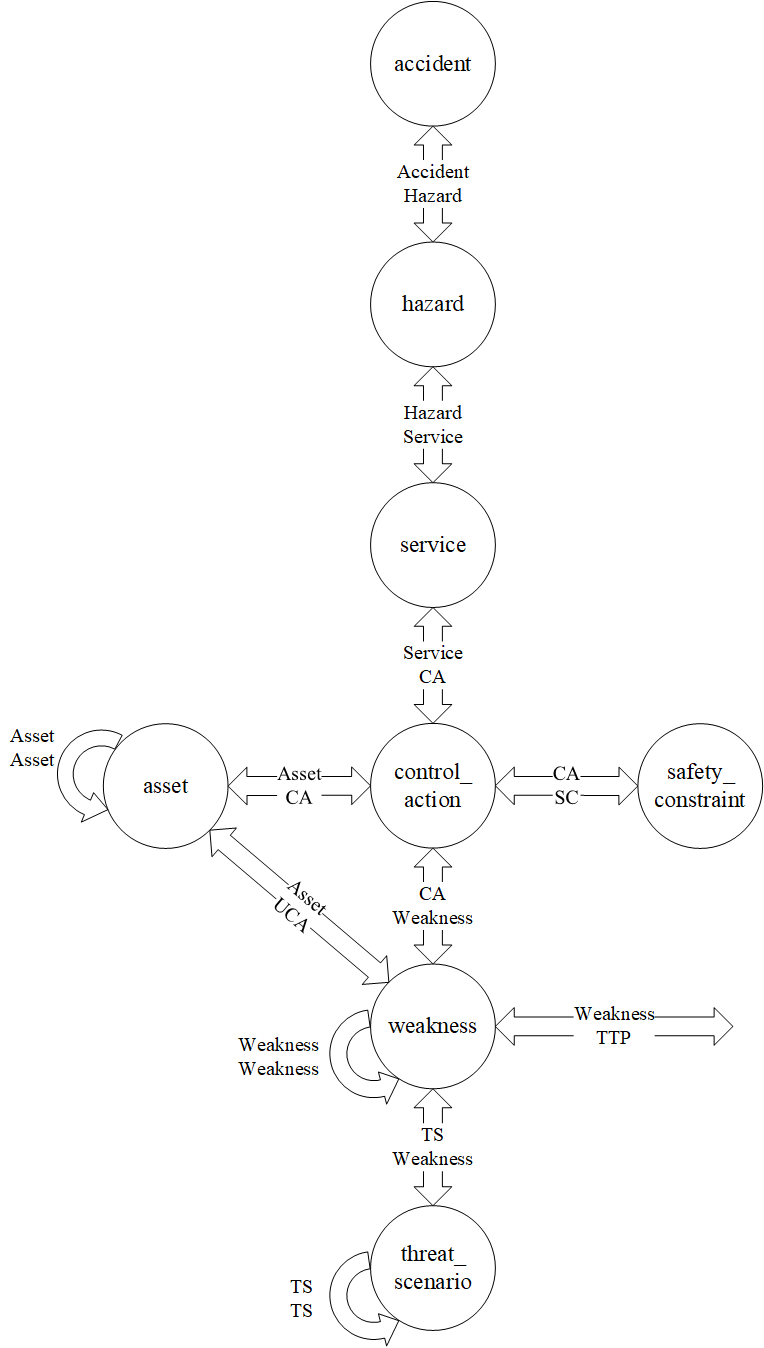 accident
Accident
Hazard
hazard
Hazard
Service
service
Service
CA
Asset
Asset
asset
Asset
CA
control_
action
CA
SC
safety_
constraint
Asset
UCA
CA
Weakness
weakness
Weakness
TTP
Weakness
Weakness
TS
Weakness
threat_
scenario
TS
TS